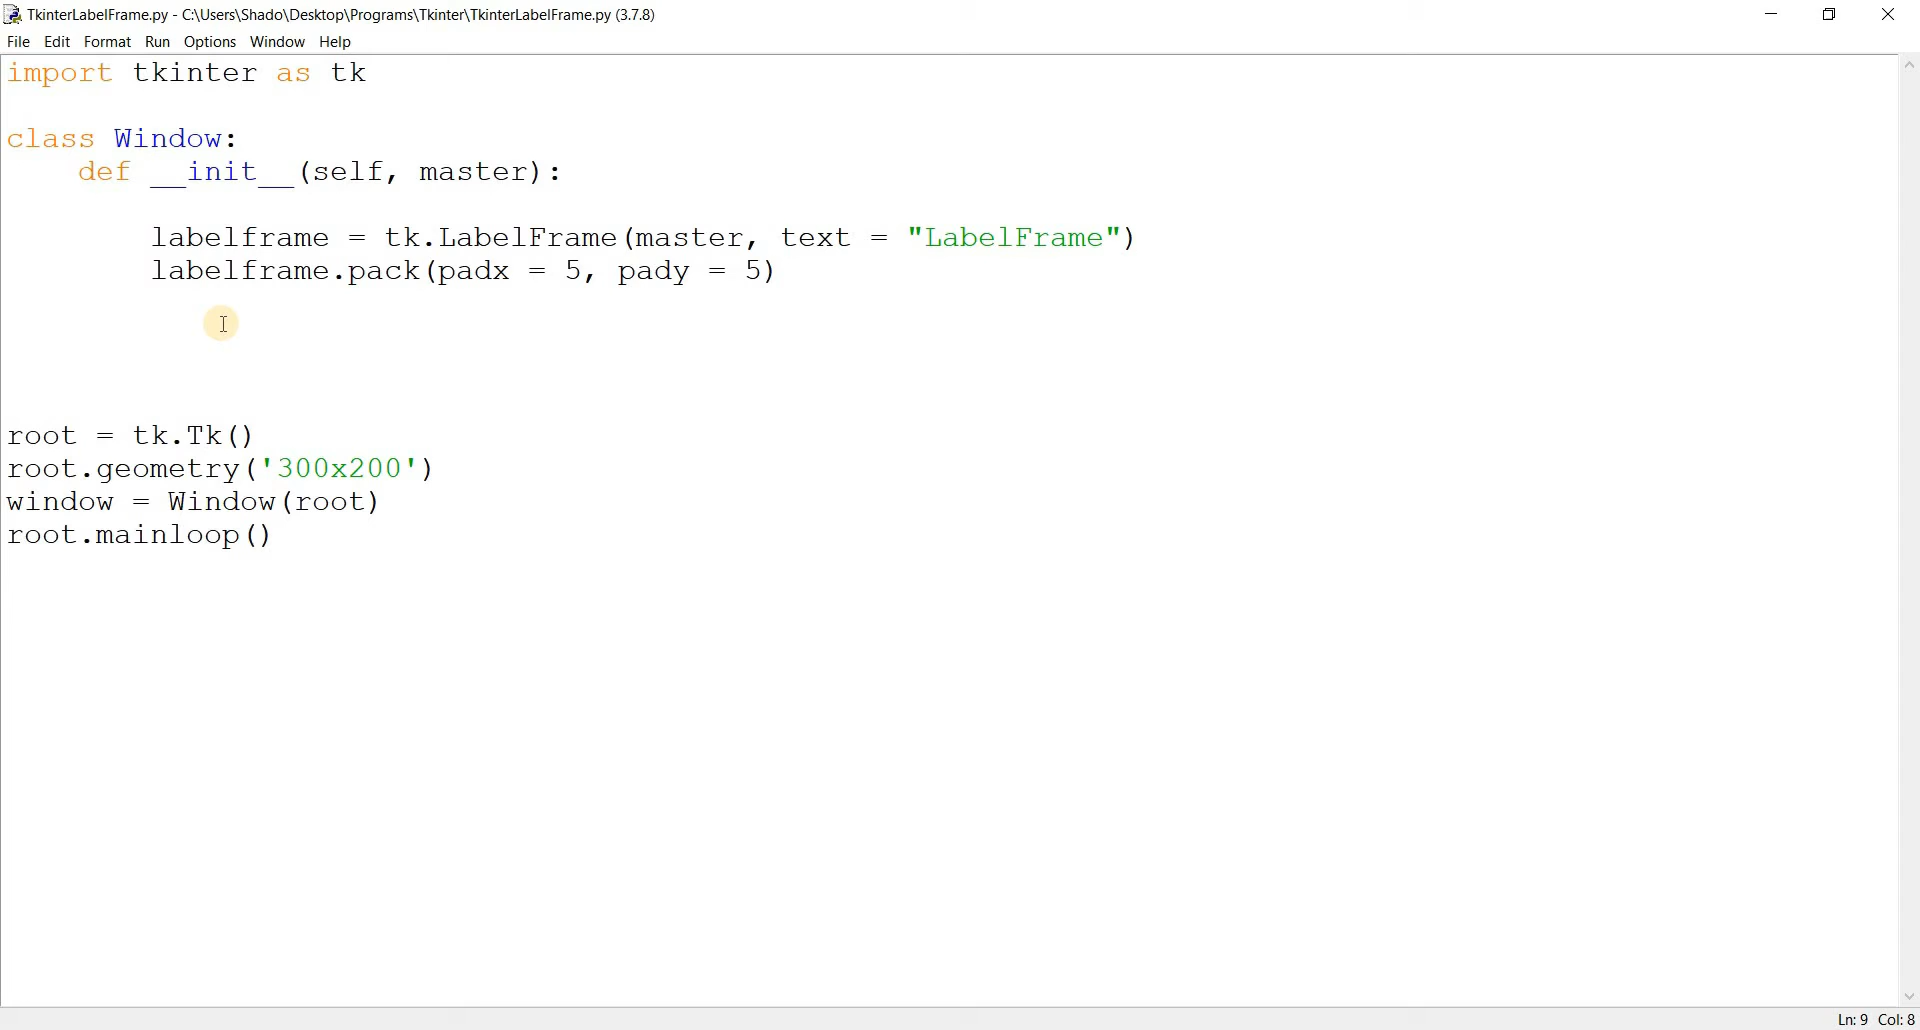 TkinterLabelFrame.py - C:\Users\Shado\Desktop\Programs\Tkinter\TkinterLabelFrame.py (3.7.8)
File Edit Format Run Options Window Help
import tkinter as tk
class Window:
    def __init__(self, master):
        labelframe = tk.LabelFrame(master, text = "LabelFrame")
        labelframe.pack(padx = 5, pady = 5)
root = tk.Tk()
root.geometry('300x200')
window = Window(root)
root.mainloop()
Ln: 9 Col: 8